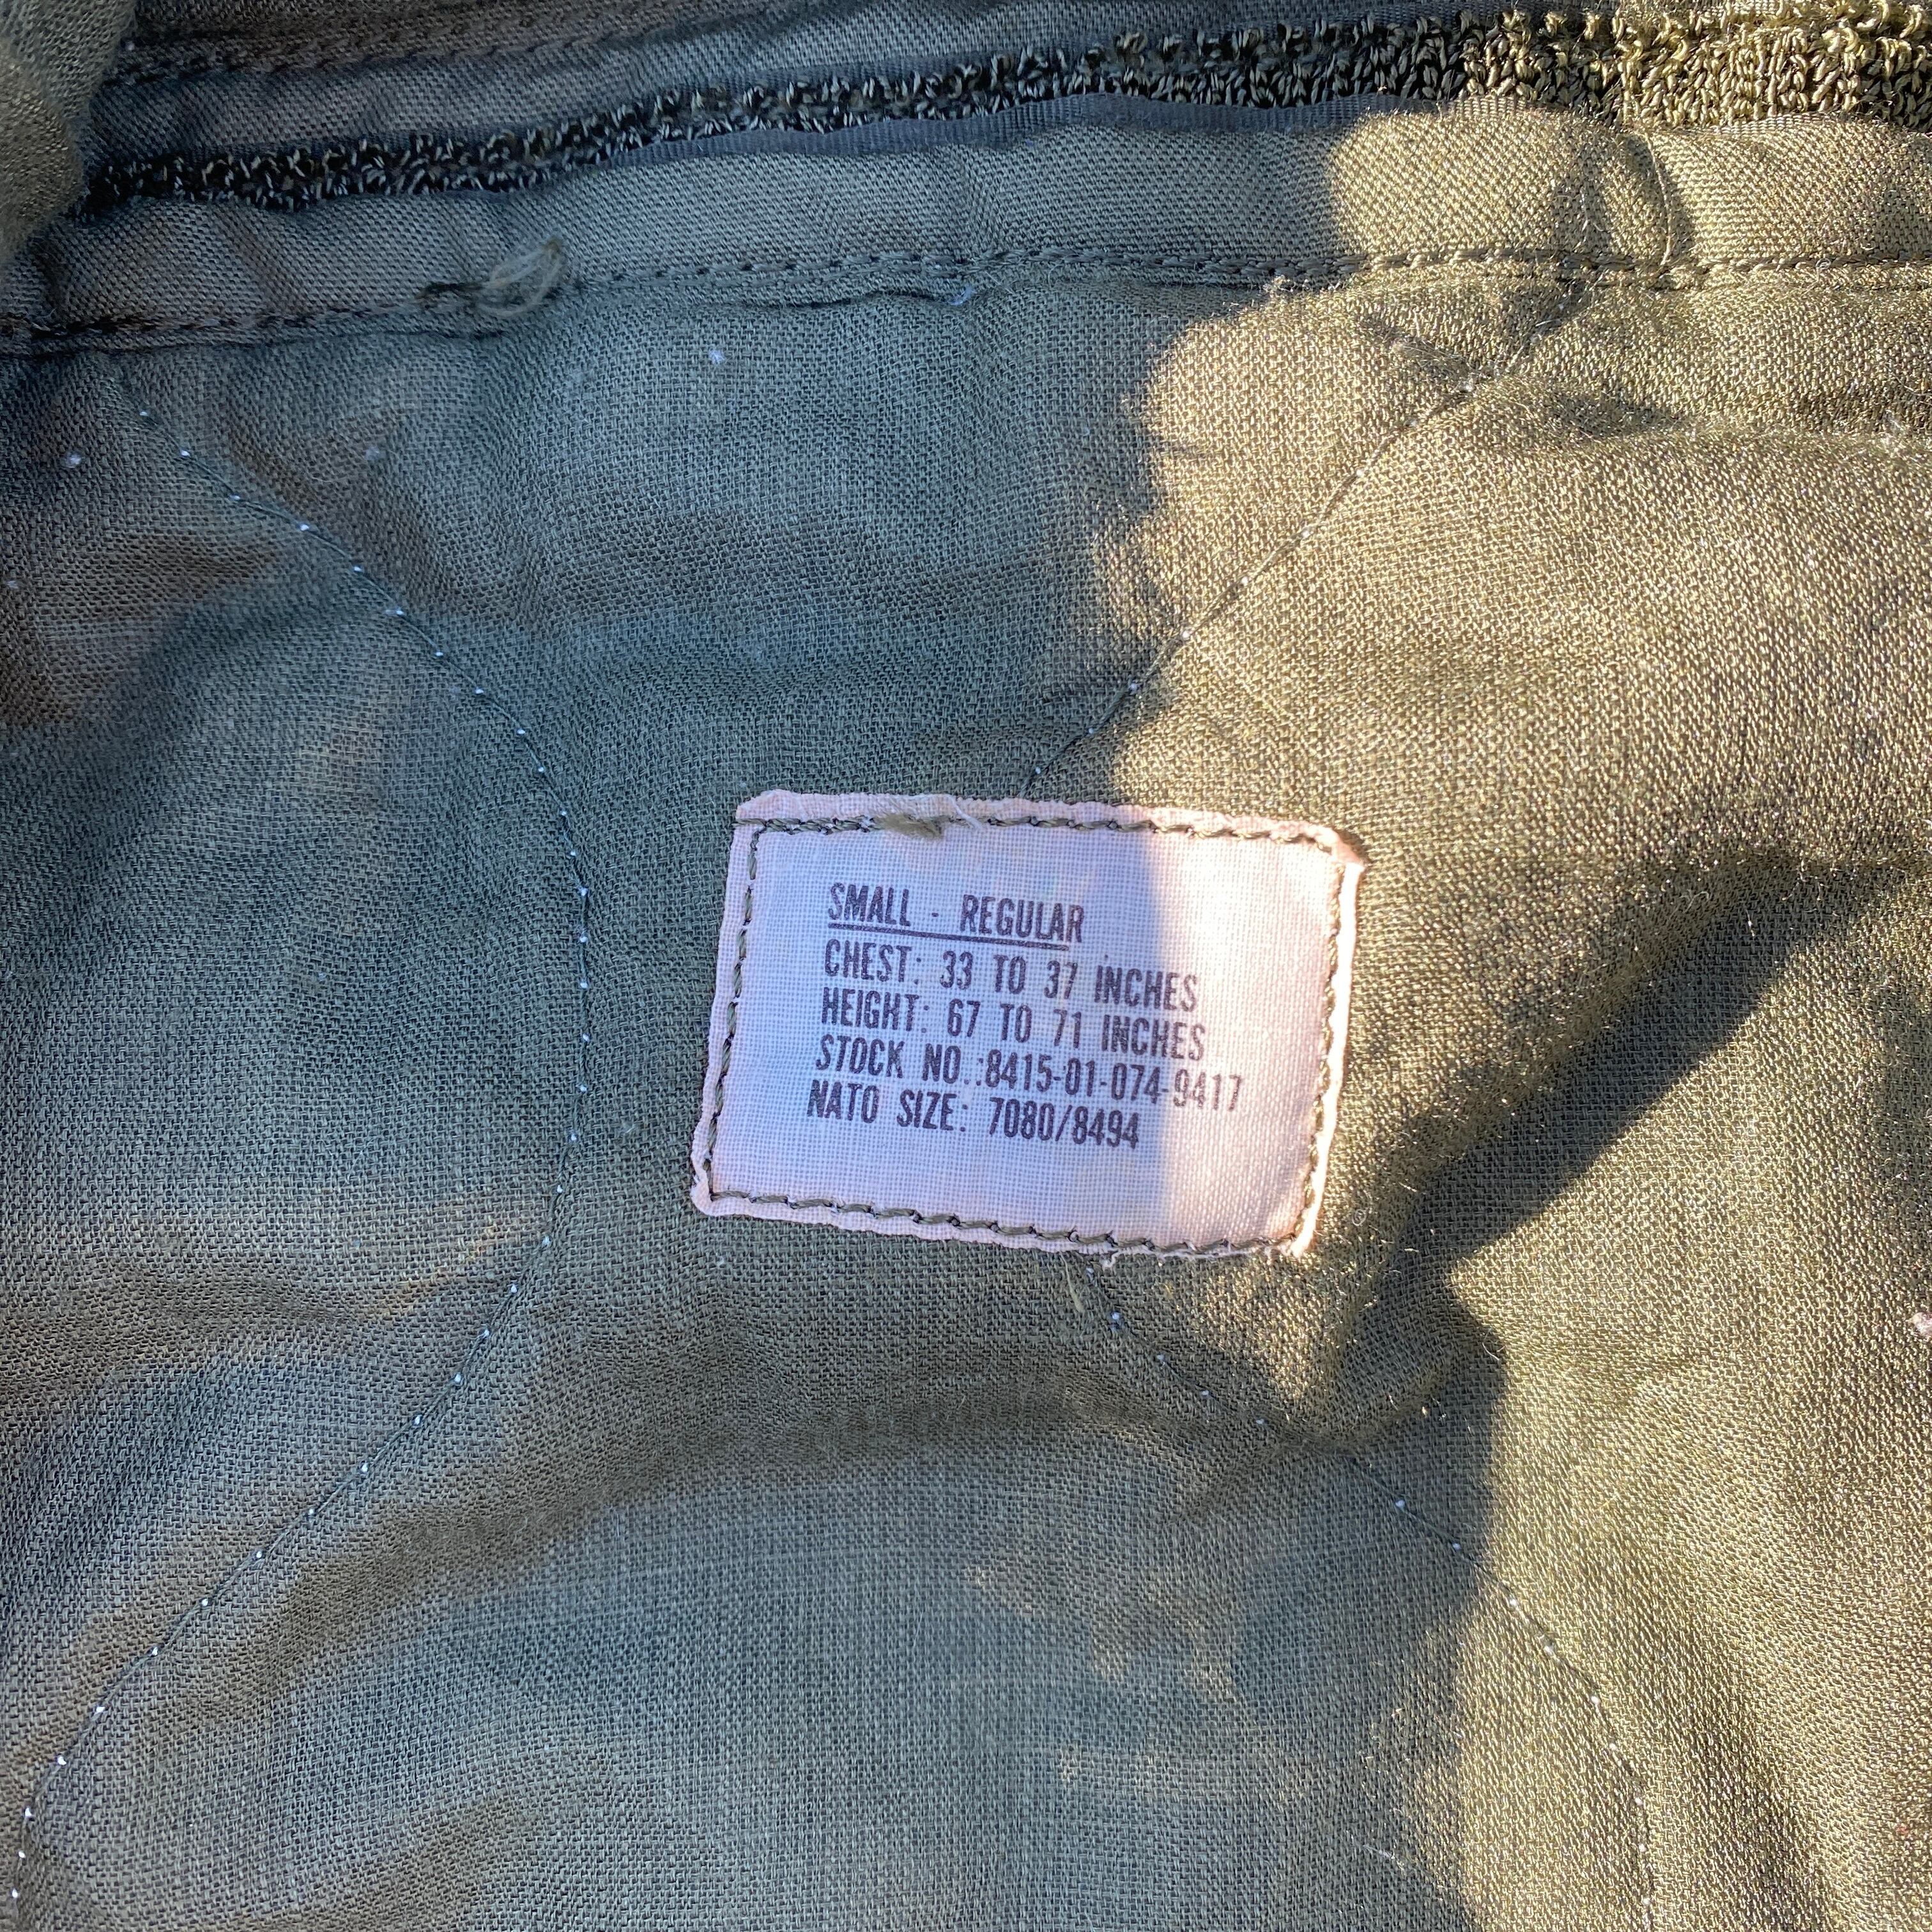 SMALL - REGULAR
CHEST: 33 TO 37 INCHES
HEIGHT: 67 TO 71 INCHES
STOCK NO.:8415-01-074-9417
NATO SIZE: 7080/8494